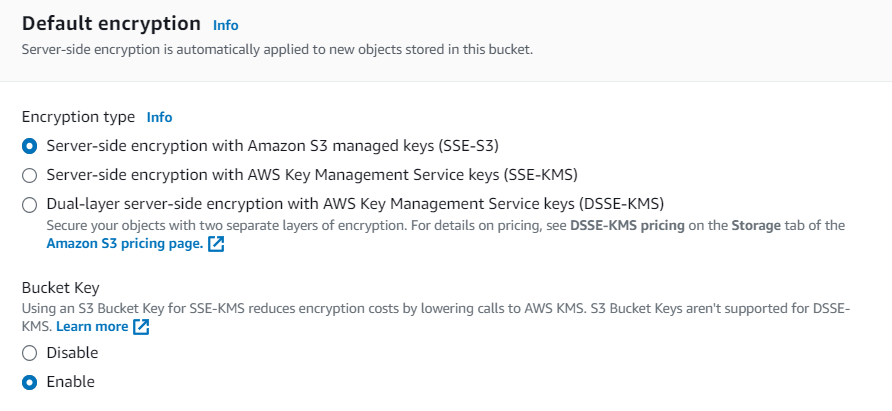 Default encryption Info
Server-side encryption is automatically applied to new objects stored in this bucket.
Encryption type Info
Server-side encryption with Amazon S3 managed keys (SSE-S3)
Server-side encryption with AWS Key Management Service keys (SSE-KMS)
Dual-layer server-side encryption with AWS Key Management Service keys (DSSE-KMS)
Secure your objects with two separate layers of encryption. For details on pricing, see DSSE-KMS pricing on the Storage tab of the
Amazon S3 pricing page.
Bucket Key
Using an S3 Bucket Key for SSE-KMS reduces encryption costs by lowering calls to AWS KMS. S3 Bucket Keys aren't supported for DSSE-
KMS. Learn more
Disable
Enable